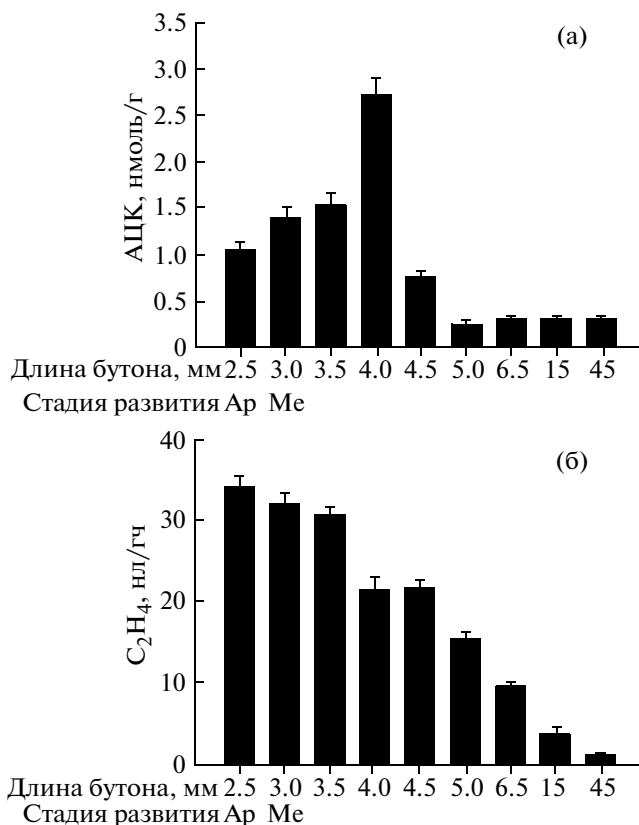 3.5
(а)
3.0
2.5
2.0
1.5
1.0
0.5
0
АЦК, нмоль/г
Длина бутона, мм 2.5 3.0 3.5 4.0 4.5 5.0 6.5 15 45
Стадия развития Ар Ме
40
(б)
30
20
10
0
C₂H₄, нл/гч
Длина бутона, мм 2.5 3.0 3.5 4.0 4.5 5.0 6.5 15 45
Стадия развития Ар Ме